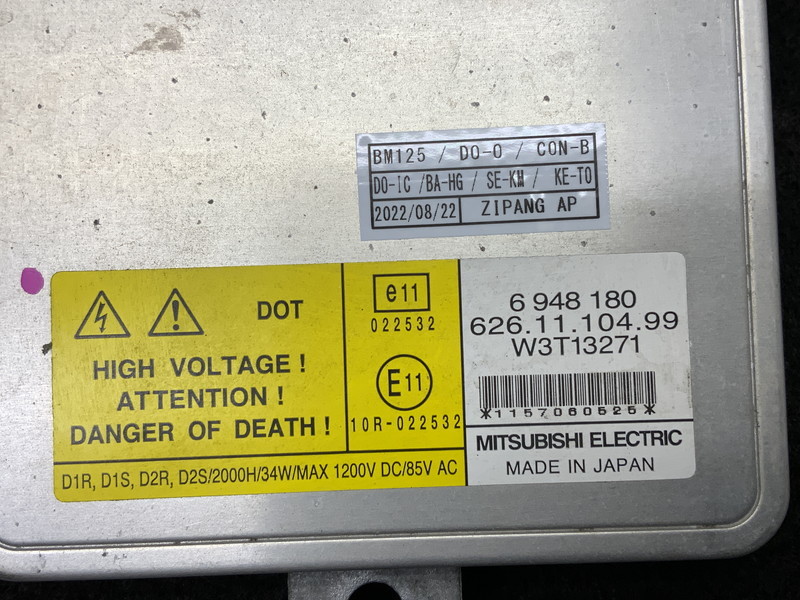 BM125 / DO-O / CON-B
DO-IC /BA-HG / SE-KM / KE-TO
2022/08/22 ZIPANG AP
DOT
HIGH VOLTAGE !
ATTENTION !
DANGER OF DEATH !
D1R, D1S, D2R, D2S/2000H/34W/MAX 1200V DC/85V AC
e11
022532
E11
10R-022532
6 948 180
626.11.104.99
W3T13271
*1157060525*
MITSUBISHI ELECTRIC
MADE IN JAPAN